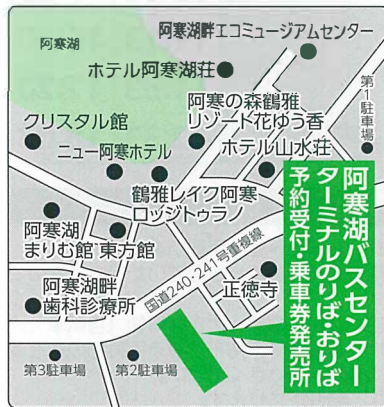 阿寒湖
阿寒湖畔エコミュージアムセンター
ホテル阿寒湖荘
第1駐車場
クリスタル館
阿寒の森鶴雅
リゾート花ゆう香
ニュー阿寒ホテル
ホテル山水荘
鶴雅レイク阿寒
ロッジトゥラノ
阿寒湖
まりむ館
東方館
国道240・241号重複線
正徳寺
阿寒湖畔
歯科診療所
第3駐車場
第2駐車場
阿寒湖バスセンター
ターミナルのりば・おりば
予約受付・乗車券発売所